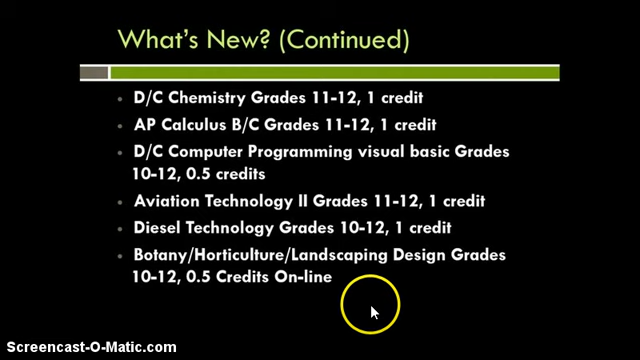 What's New? (Continued)
D/C Chemistry Grades 11-12, 1 credit
AP Calculus B/C Grades 11-12, 1 credit
D/C Computer Programming visual basic Grades
10-12, 0.5 credits
Aviation Technology II Grades 11-12, 1 credit
Diesel Technology Grades 10-12, 1 credit
Botany/Horticulture/Landscaping Design Grades
10-12, 0.5 Credits On-line
Screencast-O-Matic.com